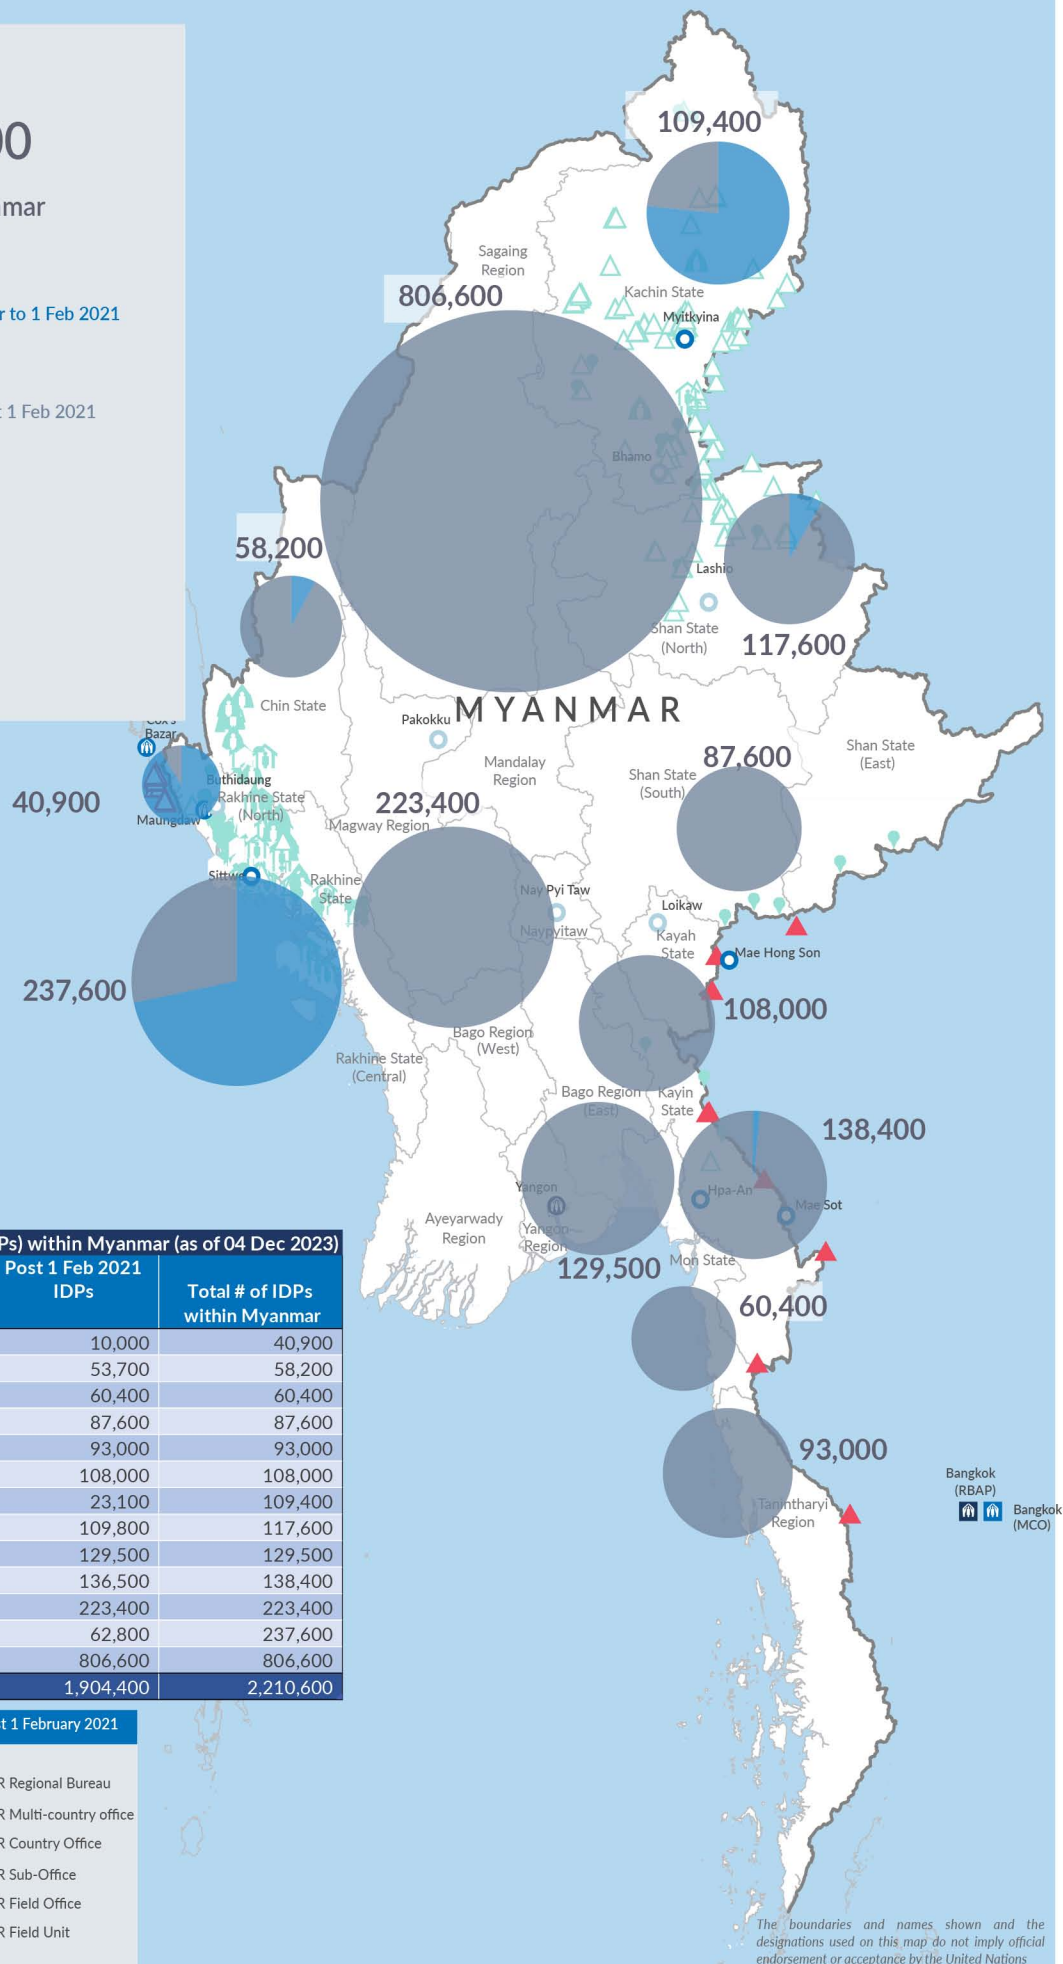 00
mar
r to 1 Feb 2021
t 1 Feb 2021
109,400
Sagaing
Region
806,600
Kachin State
Myitkyina
Bhamo
58,200
Lashio
Shan State
(North)
117,600
Chin State
Pakokku
MYANMAR
Cox's
Bazar
Mandalay
Region
Shan State
(South)
87,600
Shan State
(East)
40,900
Buthidaung
Rakhine State
(North)
Maungdaw
223,400
Magway Region
Sittwe
Rakhine
State
Nay Pyi Taw
Naypyitaw
Loikaw
Kayah
State
Mae Hong Son
237,600
108,000
Bago Region
(West)
Rakhine State
(Central)
Bago Region
(East)
Kayin
State
138,400
Yangon
Hpa-An
Mae Sot
Ayeyarwady
Region
Yangon
Region
129,500
Mon State
60,400
93,000
Tanintharyi
Region
Bangkok
(RBAP)
Bangkok
(MCO)
Ps) within Myanmar (as of 04 Dec 2023)
Post 1 Feb 2021
IDPs
Total # of IDPs
within Myanmar
10,000 40,900
53,700 58,200
60,400 60,400
87,600 87,600
93,000 93,000
108,000 108,000
23,100 109,400
109,800 117,600
129,500 129,500
136,500 138,400
223,400 223,400
62,800 237,600
806,600 806,600
1,904,400 2,210,600
t 1 February 2021
R Regional Bureau
R Multi-country office
R Country Office
R Sub-Office
R Field Office
R Field Unit
The boundaries and names shown and the
designations used on this map do not imply official
endorsement or acceptance by the United Nations